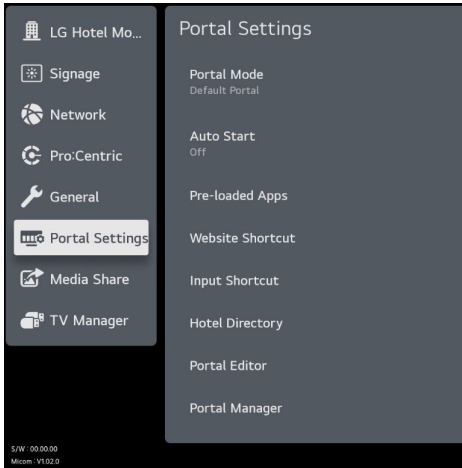 LG Hotel Mo...
Signage
Network
Pro:Centric
General
Portal Settings
Media Share
TV Manager
Portal Settings
Portal Mode
Default Portal
Auto Start
Off
Pre-loaded Apps
Website Shortcut
Input Shortcut
Hotel Directory
Portal Editor
Portal Manager
S/W : 00.00.00
Micom : V1.02.0